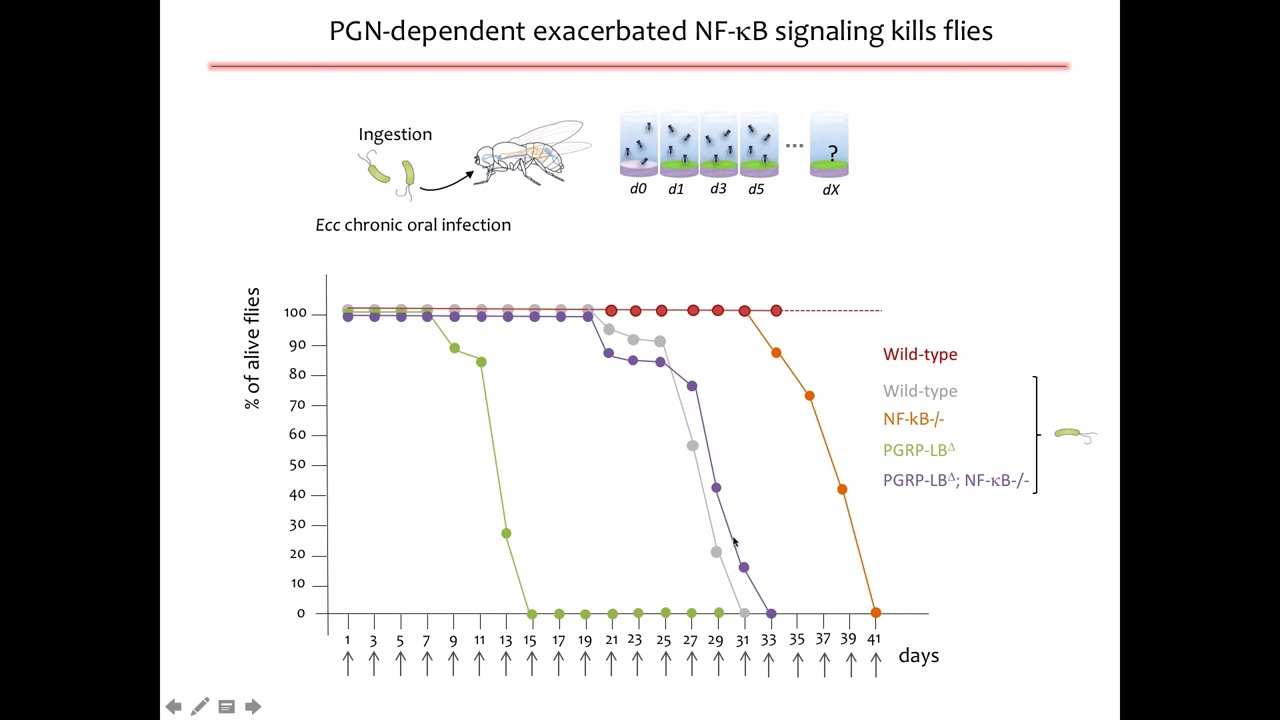 PGN-dependent exacerbated NF-κB signaling kills flies
Ingestion
?
d0 d1 d3 d5 dX
Ecc chronic oral infection
% of alive flies
100
90
80
70
60
50
40
30
20
10
0
Wild-type
Wild-type
NF-kB-/-
PGRP-LBΔ
PGRP-LBΔ; NF-κB-/-
1 3 5 7 9 11 13 15 17 19 21 23 25 27 29 31 33 35 37 39 41
days